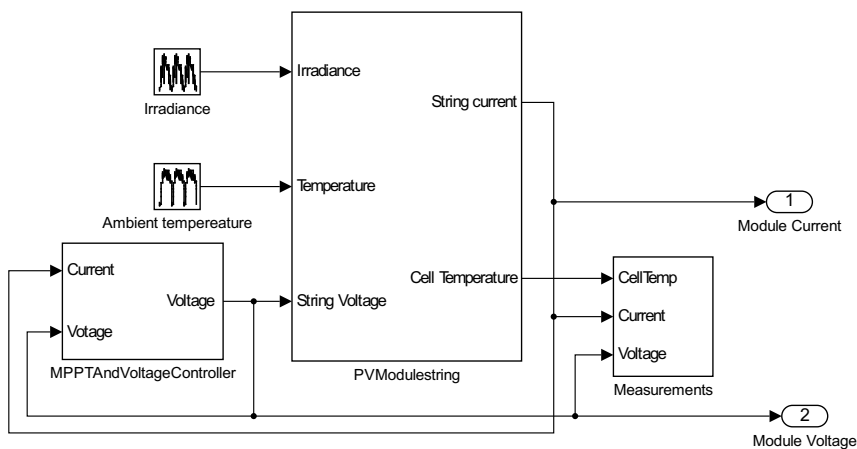 Irradiance
String current
Irradiance
Temperature
Ambient tempereature
1
Module Current
Current
Voltage
Votage
MPPTAndVoltageController
String Voltage
Cell Temperature
PVModulestring
CellTemp
Current
Voltage
Measurements
2
Module Voltage